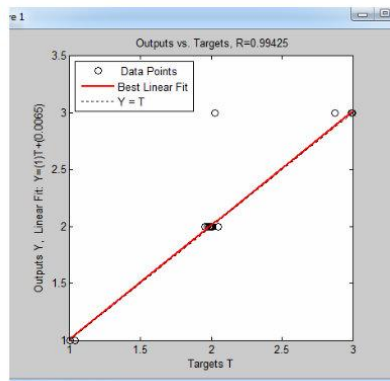 e 1
Outputs vs. Targets, R=0.99425
Data Points
Best Linear Fit
Y = T
3.5
3
2.5
2
1.5
1
Outputs Y, Linear Fit: Y=(1)T+(0.0065)
1 1.5 2 2.5 3
Targets T